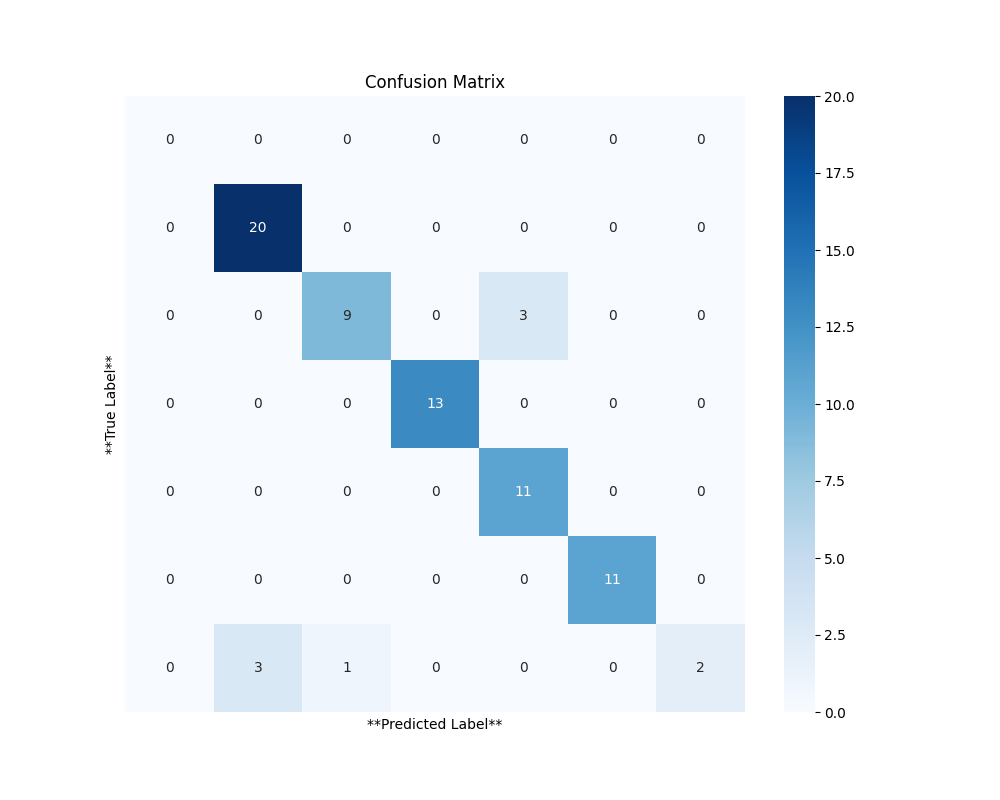 Confusion Matrix
0 0 0 0 0 0 0
0 20 0 0 0 0 0
0 0 9 0 3 0 0
0 0 0 13 0 0 0
0 0 0 0 11 0 0
0 0 0 0 0 11 0
0 3 1 0 0 0 2
**True Label**
**Predicted Label**
20.0
17.5
15.0
12.5
10.0
7.5
5.0
2.5
0.0